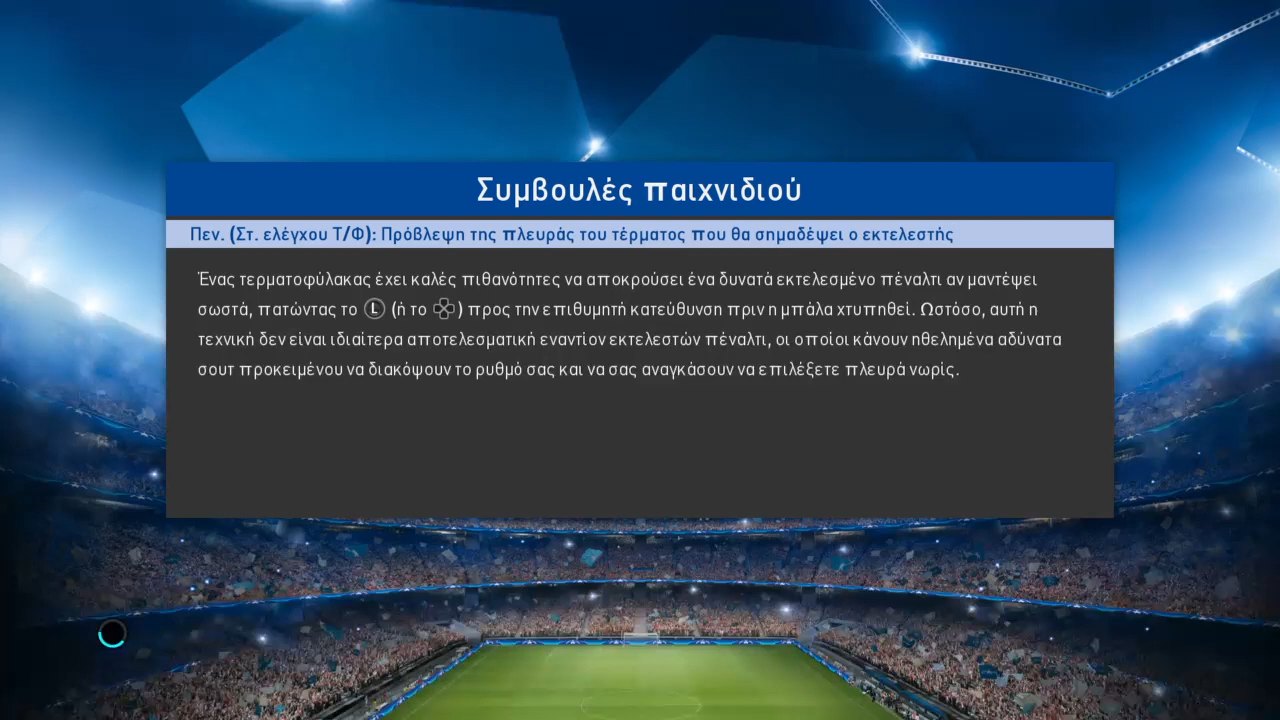 Συμβουλές παιχνιδιού
Πεν. (Στ. ελέγχου Τ/Φ): Πρόβλεψη της πλευράς του τέρματος που θα σημαδέψει ο εκτελεστής
Ένας τερματοφύλακας έχει καλές πιθανότητες να αποκρούσει ένα δυνατά εκτελεσμένο πέναλτι αν μαντέψει
σωστά, πατώντας το L (ή το ) προς την επιθυμητή κατεύθυνση πριν η μπάλα χτυπηθεί. Ωστόσο, αυτή η
τεχνική δεν είναι ιδιαίτερα αποτελεσματική εναντίον εκτελεστών πέναλτι, οι οποίοι κάνουν ηθελημένα αδύνατα
σουτ προκειμένου να διακόψουν το ρυθμό σας και να σας αναγκάσουν να επιλέξετε πλευρά νωρίς.